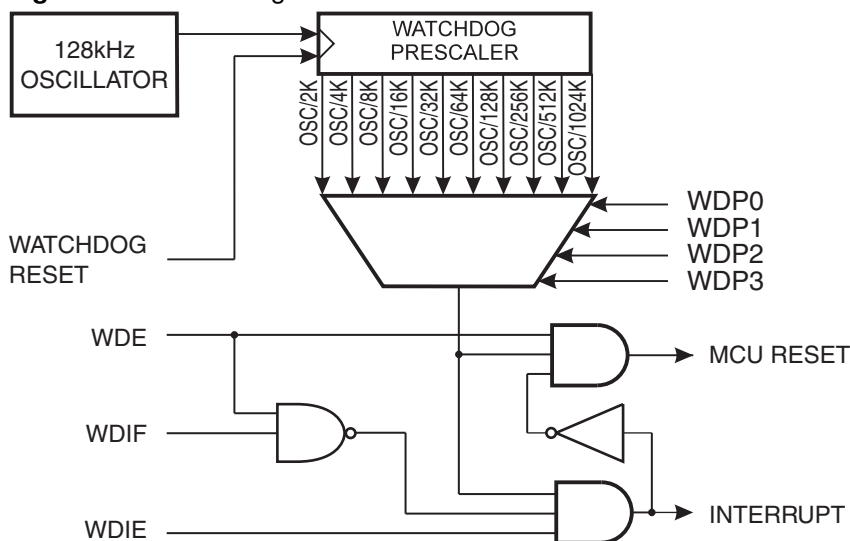 128kHz
OSCILLATOR
WATCHDOG
PRESCALER
OSC/2K
OSC/4K
OSC/8K
OSC/16K
OSC/32K
OSC/64K
OSC/128K
OSC/256K
OSC/512K
OSC/1024K
WDP0
WDP1
WDP2
WDP3
WATCHDOG
RESET
WDE
MCU RESET
WDIF
INTERRUPT
WDIE